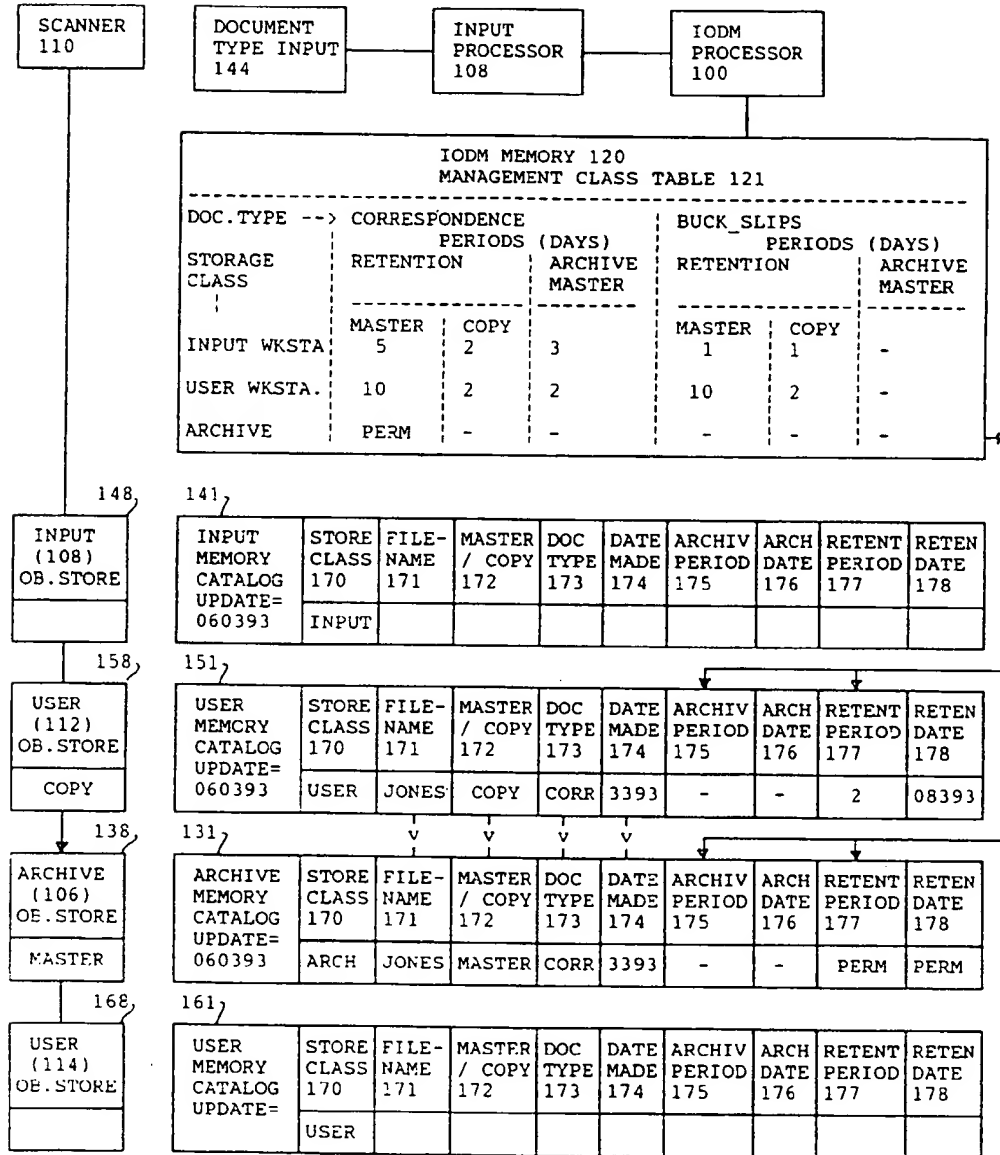 SCANNER
110
DOCUMENT
TYPE INPUT
144
INPUT
PROCESSOR
108
IODM
PROCESSOR
100
IODM MEMORY 120
MANAGEMENT CLASS TABLE 121
DOC.TYPE --> CORRESPONDENCE BUCK_SLIPS
PERIODS (DAYS) PERIODS (DAYS)
STORAGE RETENTION ARCHIVE RETENTION ARCHIVE
CLASS MASTER MASTER
MASTER COPY MASTER COPY
INPUT WKSTA 5 2 3 1 1 -
USER WKSTA. 10 2 2 10 2 -
ARCHIVE PERM - - - - -
148
INPUT
(108)
OB.STORE
141
INPUT STORE FILE- MASTER DOC DATE ARCHIV ARCH RETENT RETEN
MEMORY CLASS NAME / COPY TYPE MADE PERIOD DATE PERIOD DATE
CATALOG 170 171 172 173 174 175 176 177 178
UPDATE=
060393 INPUT
158
USER
(112)
OB.STORE
COPY
151
USER STORE FILE- MASTER DOC DATE ARCHIV ARCH RETENT RETEN
MEMCRY CLASS NAME / COPY TYPE MADE PERIOD DATE PERIOD DATE
CATALOG 170 171 172 173 174 175 176 177 178
UPDATE=
060393 USER JONES COPY CORR 3393 - - 2 08393
138
ARCHIVE
(106)
OB.STORE
MASTER
131
ARCHIVE STORE FILE- MASTER DOC DATE ARCHIV ARCH RETENT RETEN
MEMORY CLASS NAME / COPY TYPE MADE PERIOD DATE PERIOD DATE
CATALOG 170 171 172 173 174 175 176 177 178
UPDATE=
060393 ARCH JONES MASTER CORR 3393 - - PERM PERM
168
USER
(114)
OB.STORE
161
USER STORE FILE- MASTER DOC DATE ARCHIV ARCH RETENT RETEN
MEMORY CLASS NAME / COPY TYPE MADE PERIOD DATE PERIOD DATE
CATALOG 170 171 172 173 174 175 176 177 178
UPDATE=
USER